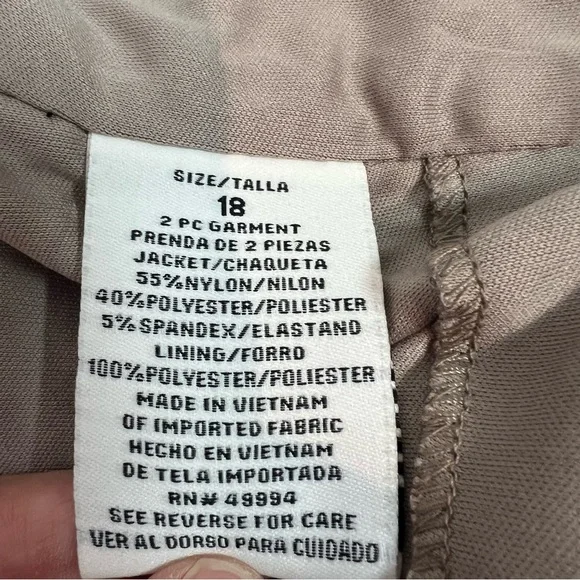 SIZE/TALLA
18
2 PC GARMENT
PRENDA DE 2 PIEZAS
JACKET/CHAQUETA
55%NYLON/NILON
40%POLYESTER/POLIESTER
5%SPANDEX/ELASTAND
LINING/FORRO
100%POLYESTER/POLIESTER
MADE IN VIETNAM
OF IMPORTED FABRIC
HECHO EN VIETNAM
DE TELA IMPORTADA
RN# 49994
SEE REVERSE FOR CARE
VER AL DORSO PARA CUIDADO